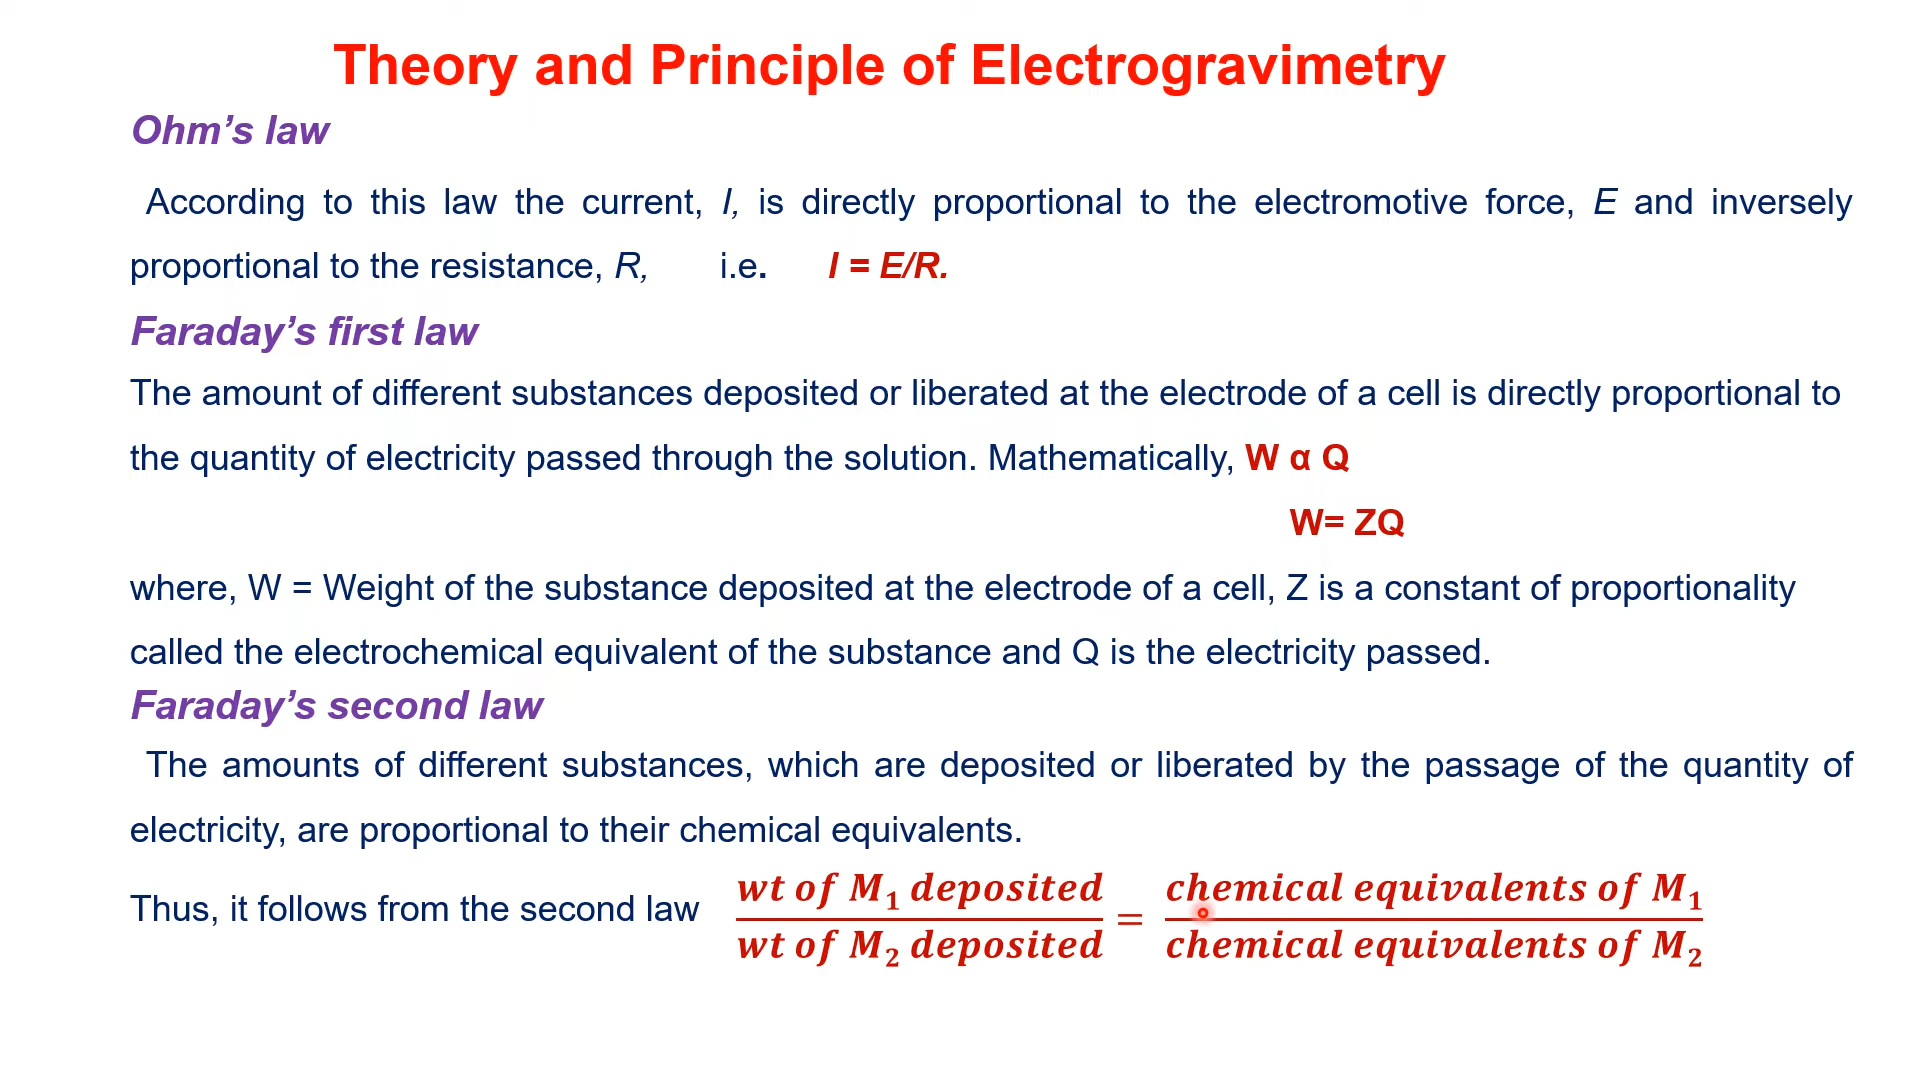 Theory and Principle of Electrogravimetry
Ohm’s law
According to this law the current, I, is directly proportional to the electromotive force, E and inversely
proportional to the resistance, R, i.e. I = E/R.
Faraday’s first law
The amount of different substances deposited or liberated at the electrode of a cell is directly proportional to
the quantity of electricity passed through the solution. Mathematically, W α Q
W= ZQ
where, W = Weight of the substance deposited at the electrode of a cell, Z is a constant of proportionality
called the electrochemical equivalent of the substance and Q is the electricity passed.
Faraday’s second law
The amounts of different substances, which are deposited or liberated by the passage of the quantity of
electricity, are proportional to their chemical equivalents.
Thus, it follows from the second law
wt of M₁ deposited = chemical equivalents of M₁
wt of M₂ deposited chemical equivalents of M₂